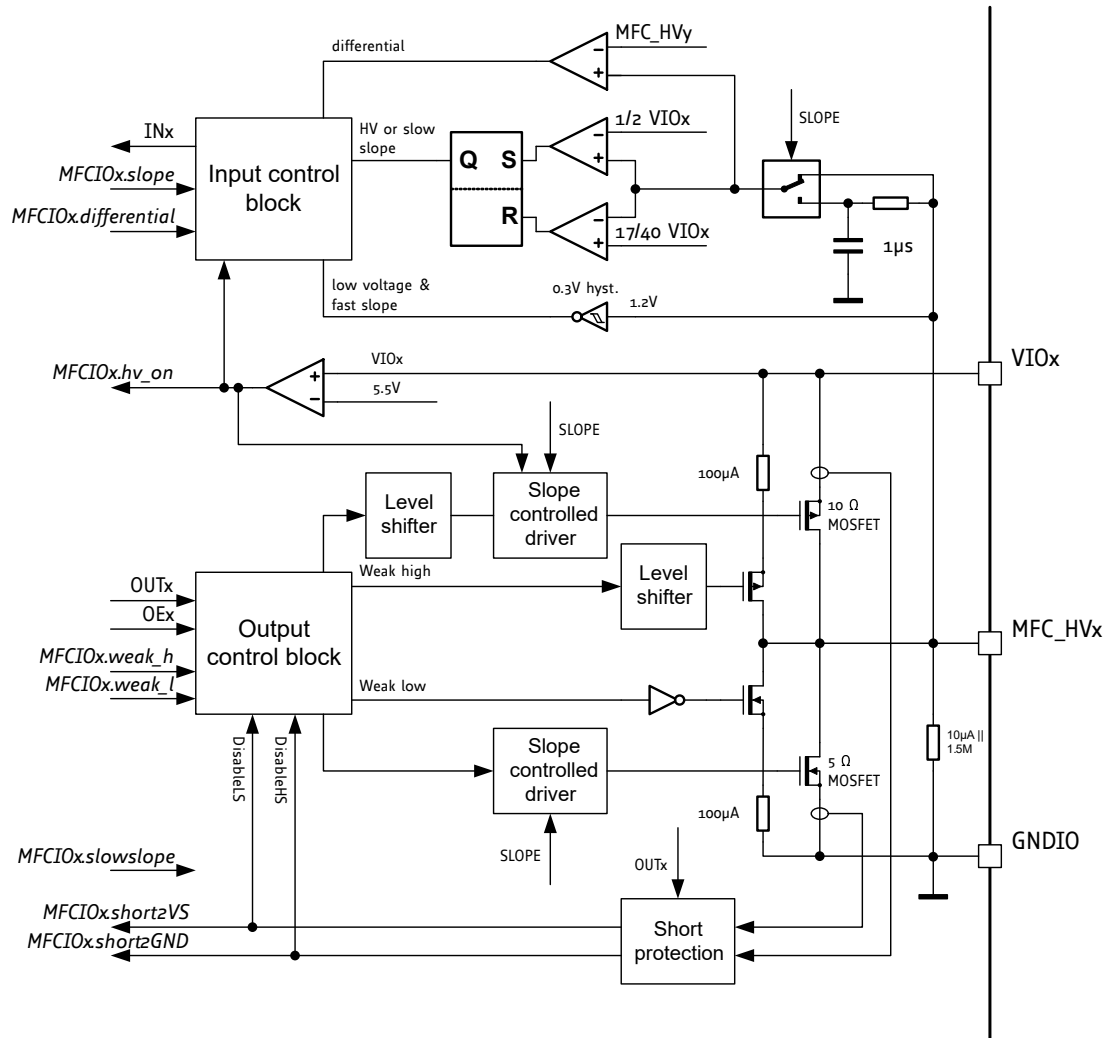 MFC_HVy
differential
SLOPE
INx
HV or slow
slope
1/2 VIOx
MFCIOx.slope
Input control
block
Q S
MFCIOx.differential
R
17/40 VIOx
1µs
low voltage &
fast slope
0.3V hyst.
1.2V
MFCIOx.hv_on
VIOx
5.5V
VIOx
SLOPE
100µA
Level
shifter
Slope
controlled
driver
10 Ω
MOSFET
Weak high
Level
shifter
OUTx
OEx
Output
control block
MFC_HVx
MFCIOx.weak_h
MFCIOx.weak_l
Weak low
DisableLS
DisableHS
Slope
controlled
driver
5 Ω
MOSFET
10µA ||
1.5M
100µA
SLOPE
GNDIO
MFCIOx.slowslope
OUTx
MFCIOx.short2VS
MFCIOx.short2GND
Short
protection